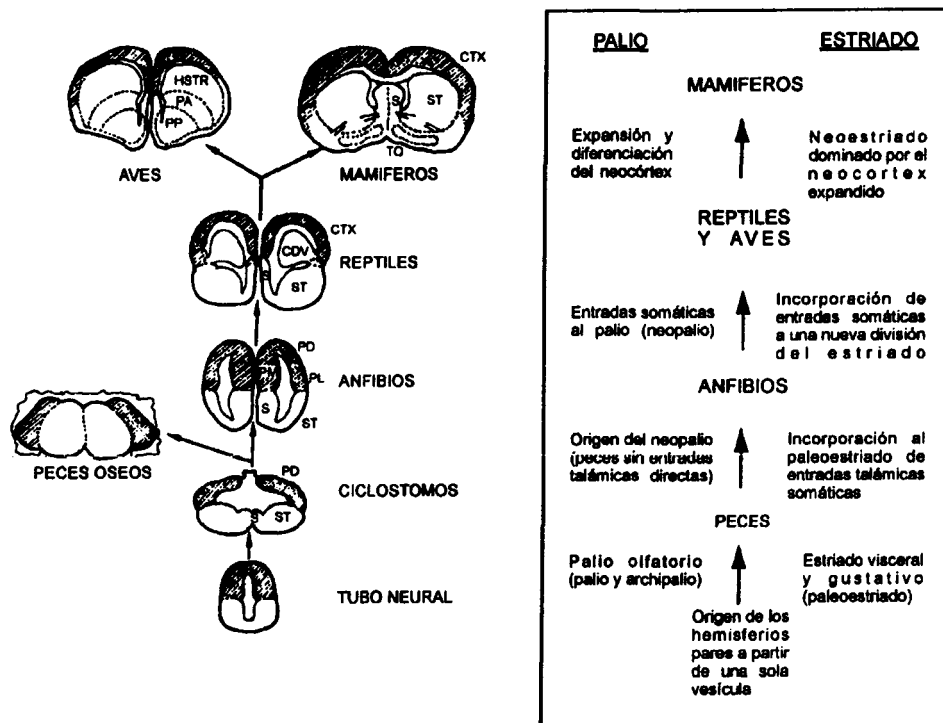 CTX
HSTR
PA
PP
S
ST
TO
AVES
MAMIFEROS
CTX
CDV
S
ST
REPTILES
PD
PM
PL
S
ST
ANFIBIOS
PECES OSEOS
PD
S
ST
CICLOSTOMOS
TUBO NEURAL
PALIO
ESTRIADO
MAMIFEROS
Expansión y
diferenciación
del neocórtex
Neoestriado
dominado por el
neocortex
expandido
REPTILES
Y AVES
Entradas somáticas
al palio (neopalio)
Incorporación de
entradas somáticas
a una nueva división
del estriado
ANFIBIOS
Origen del neopalio
(peces sin entradas
talámicas directas)
Incorporación al
paleoestriado de
entradas talámicas
somáticas
PECES
Palio olfatorio
(palio y archipalio)
Estriado visceral
y gustativo
(paleoestriado)
Origen de los
hemisferios
pares a partir
de una sola
vesícula